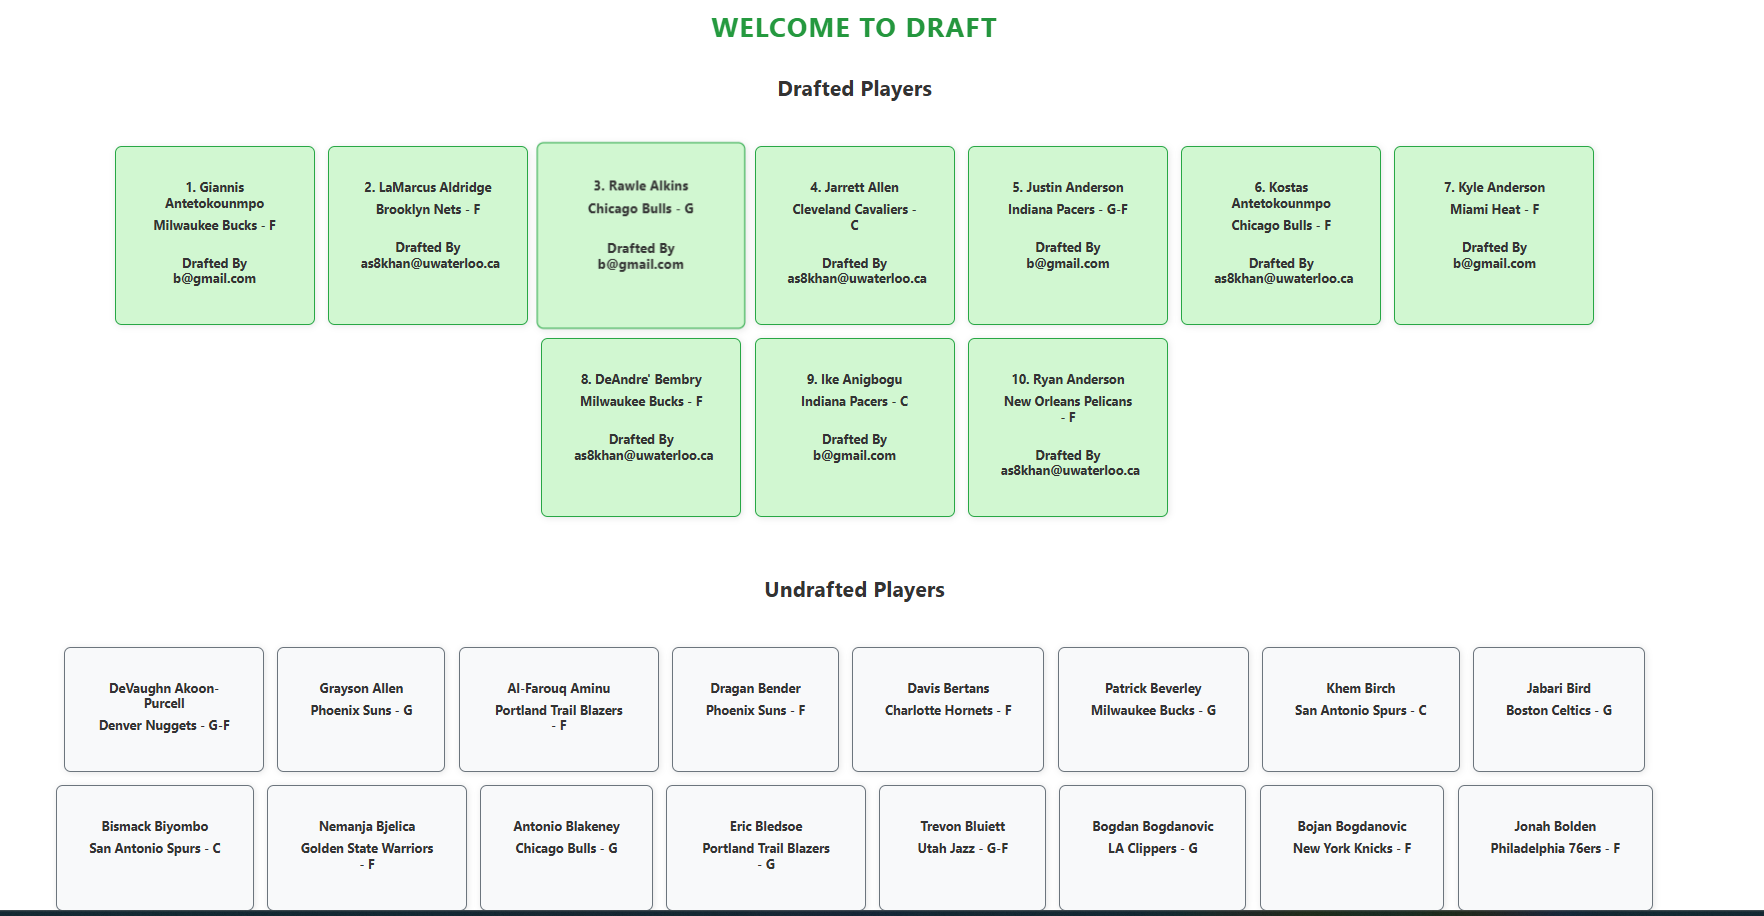 WELCOME TO DRAFT
Drafted Players
1. Giannis
Antetokounmpo
Milwaukee Bucks - F
Drafted By
b@gmail.com
2. LaMarcus Aldridge
Brooklyn Nets - F
Drafted By
as8khan@uwaterloo.ca
3. Rawle Alkins
Chicago Bulls - G
Drafted By
b@gmail.com
4. Jarrett Allen
Cleveland Cavaliers -
C
Drafted By
as8khan@uwaterloo.ca
5. Justin Anderson
Indiana Pacers - G-F
Drafted By
b@gmail.com
6. Kostas
Antetokounmpo
Chicago Bulls - F
Drafted By
as8khan@uwaterloo.ca
7. Kyle Anderson
Miami Heat - F
Drafted By
b@gmail.com
8. DeAndre' Bembry
Milwaukee Bucks - F
Drafted By
as8khan@uwaterloo.ca
9. Ike Anigbogu
Indiana Pacers - C
Drafted By
b@gmail.com
10. Ryan Anderson
New Orleans Pelicans
- F
Drafted By
as8khan@uwaterloo.ca
Undrafted Players
DeVaughn Akoon-
Purcell
Denver Nuggets - G-F
Grayson Allen
Phoenix Suns - G
Al-Farouq Aminu
Portland Trail Blazers
- F
Dragan Bender
Phoenix Suns - F
Davis Bertans
Charlotte Hornets - F
Patrick Beverley
Milwaukee Bucks - G
Khem Birch
San Antonio Spurs - C
Jabari Bird
Boston Celtics - G
Bismack Biyombo
San Antonio Spurs - C
Nemanja Bjelica
Golden State Warriors
- F
Antonio Blakeney
Chicago Bulls - G
Eric Bledsoe
Portland Trail Blazers
- G
Trevon Bluiett
Utah Jazz - G-F
Bogdan Bogdanovic
LA Clippers - G
Bojan Bogdanovic
New York Knicks - F
Jonah Bolden
Philadelphia 76ers - F